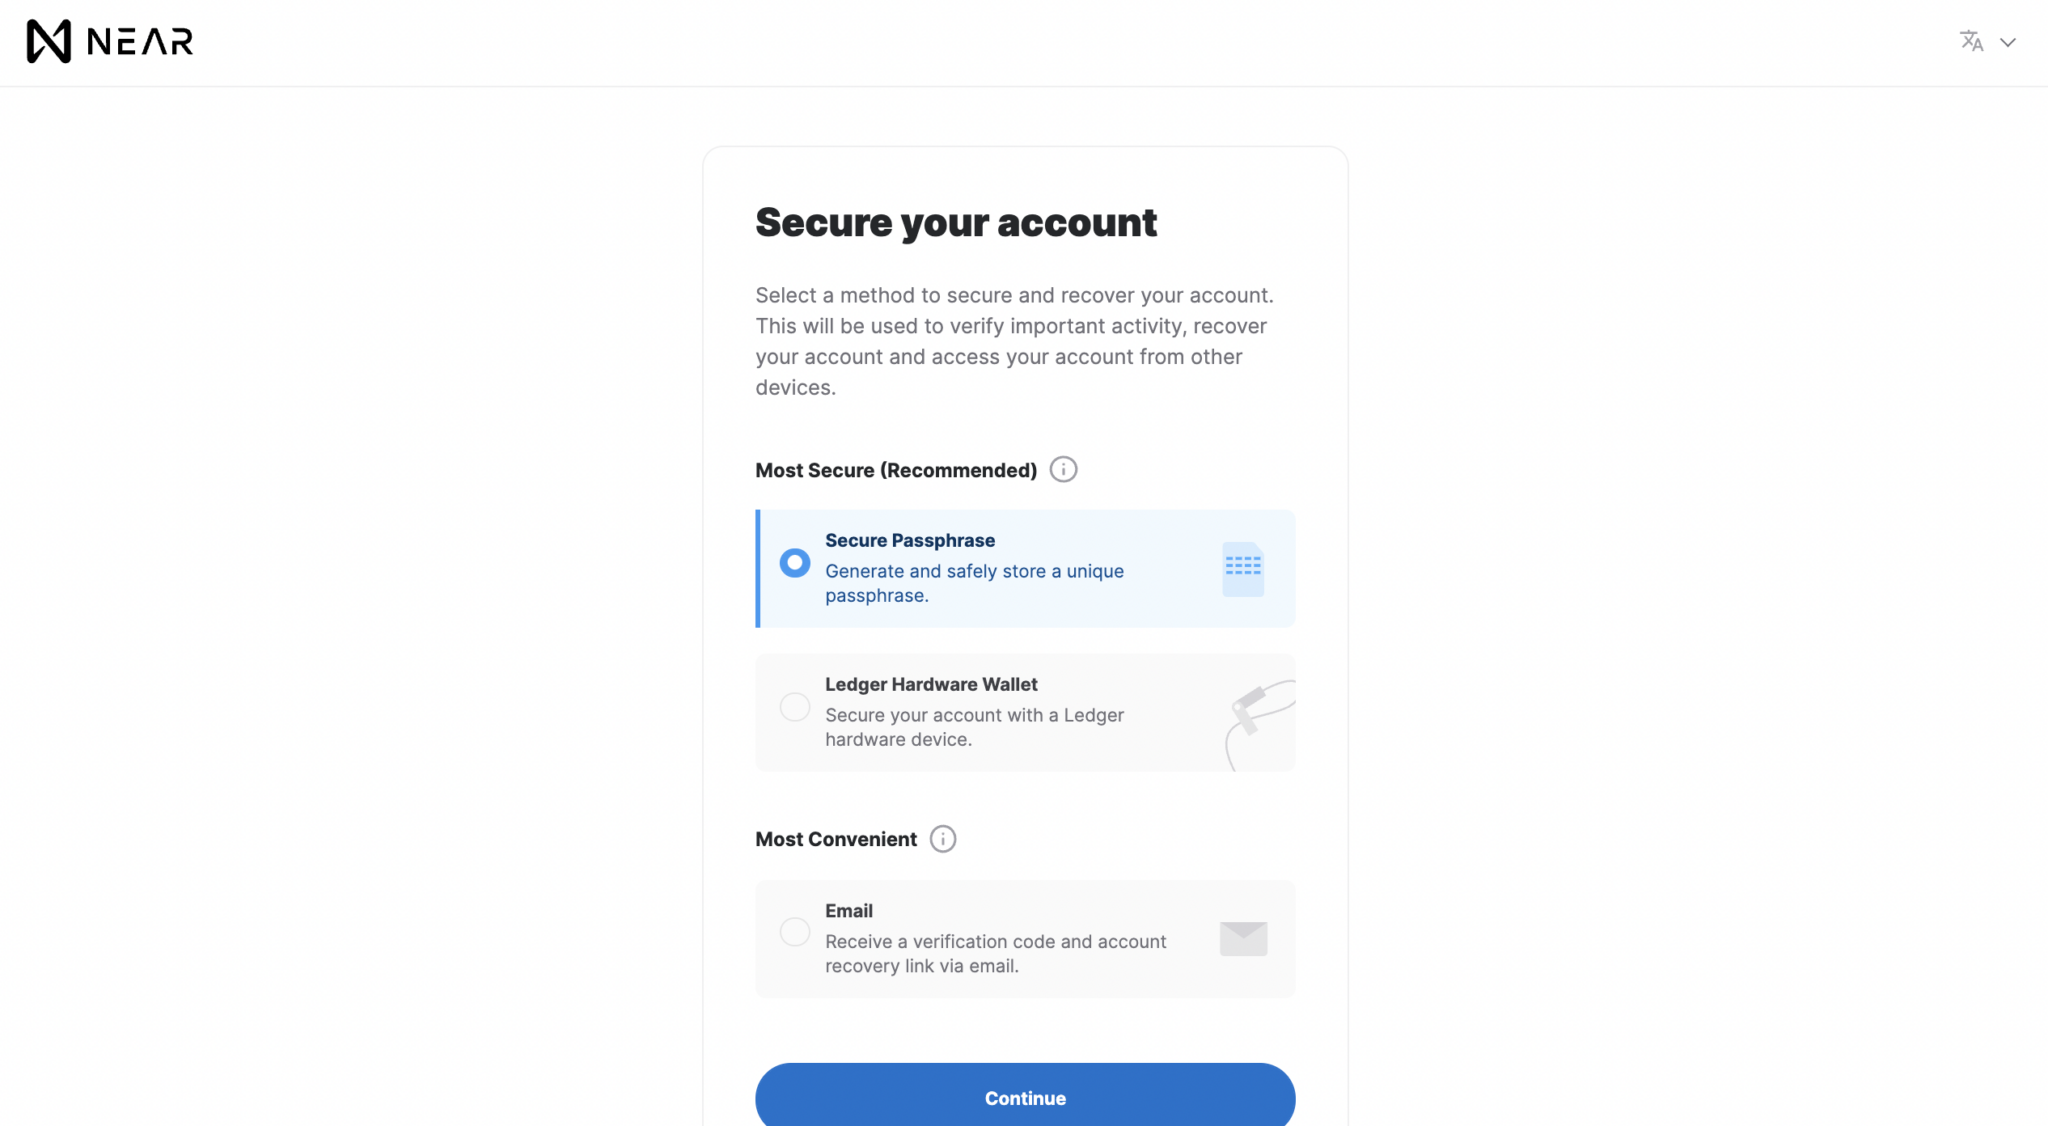 NEAR
Secure your account
Select a method to secure and recover your account.
This will be used to verify important activity, recover
your account and access your account from other
devices.
Most Secure (Recommended)
Secure Passphrase
Generate and safely store a unique
passphrase.
Ledger Hardware Wallet
Secure your account with a Ledger
hardware device.
Most Convenient
Email
Receive a verification code and account
recovery link via email.
Continue